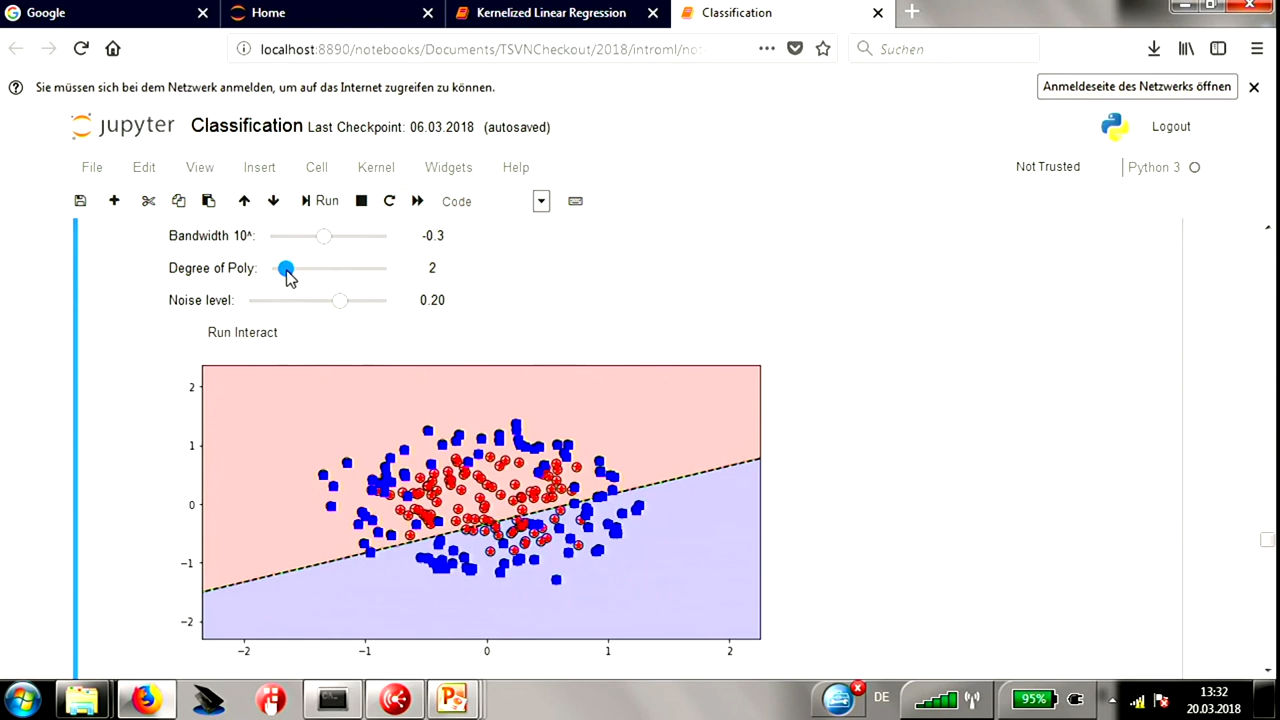 Google
Home
Kernelized Linear Regression
Classification
localhost:8890/notebooks/Documents/TSVNCheckout/2018/introml/no
Suchen
Sie müssen sich bei dem Netzwerk anmelden, um auf das Internet zugreifen zu können.
Anmeldeseite des Netzwerks öffnen
jupyter Classification Last Checkpoint: 06.03.2018 (autosaved)
Logout
File Edit View Insert Cell Kernel Widgets Help
Not Trusted
Python 3
Run
Code
Bandwidth 10^: -0.3
Degree of Poly: 2
Noise level: 0.20
Run Interact
2
1
0
−1
−2
−2 −1 0 1 2
DE
95%
13:32
20.03.2018